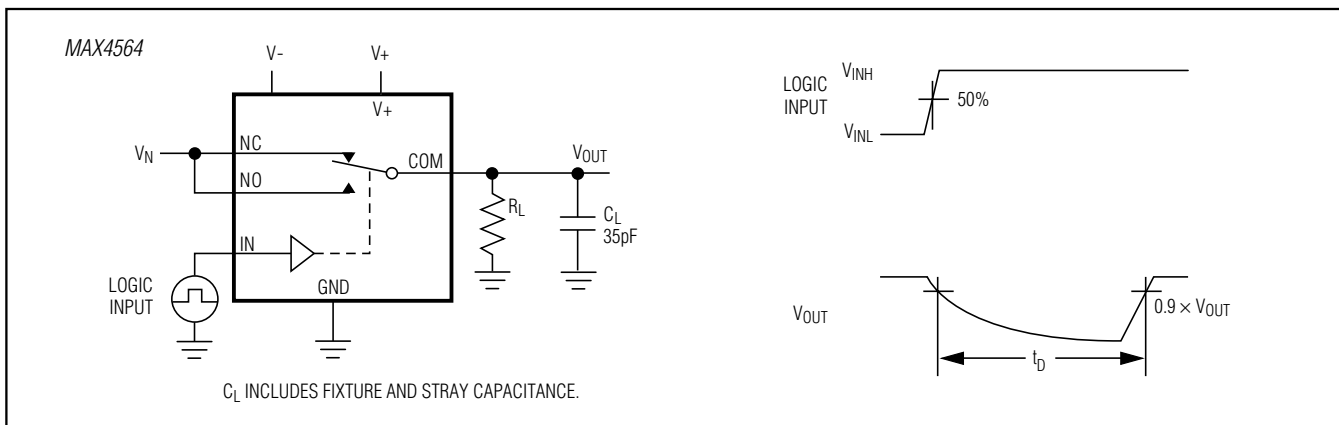 MAX4564
V-
V+
V+
VN
NC
NO
COM
VOUT
RL
CL
35pF
IN
GND
LOGIC
INPUT
CL INCLUDES FIXTURE AND STRAY CAPACITANCE.
LOGIC
INPUT
VINH
VINL
50%
VOUT
0.9 × VOUT
tD